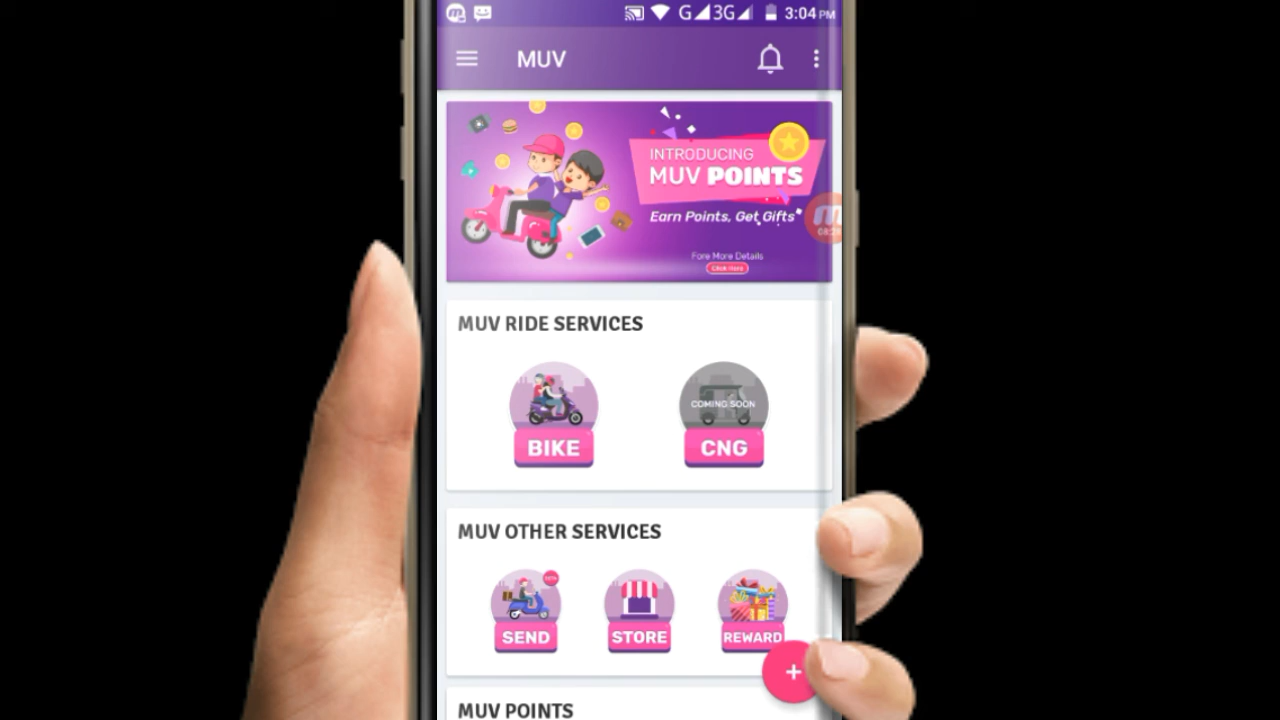 G 3G 3:04 PM
MUV
INTRODUCING
MUV POINTS
Earn Points, Get Gifts
Fore More Details
Click Here
MUV RIDE SERVICES
COMING SOON
BIKE
CNG
MUV OTHER SERVICES
SEND
STORE
REWARD
+
MUV POINTS